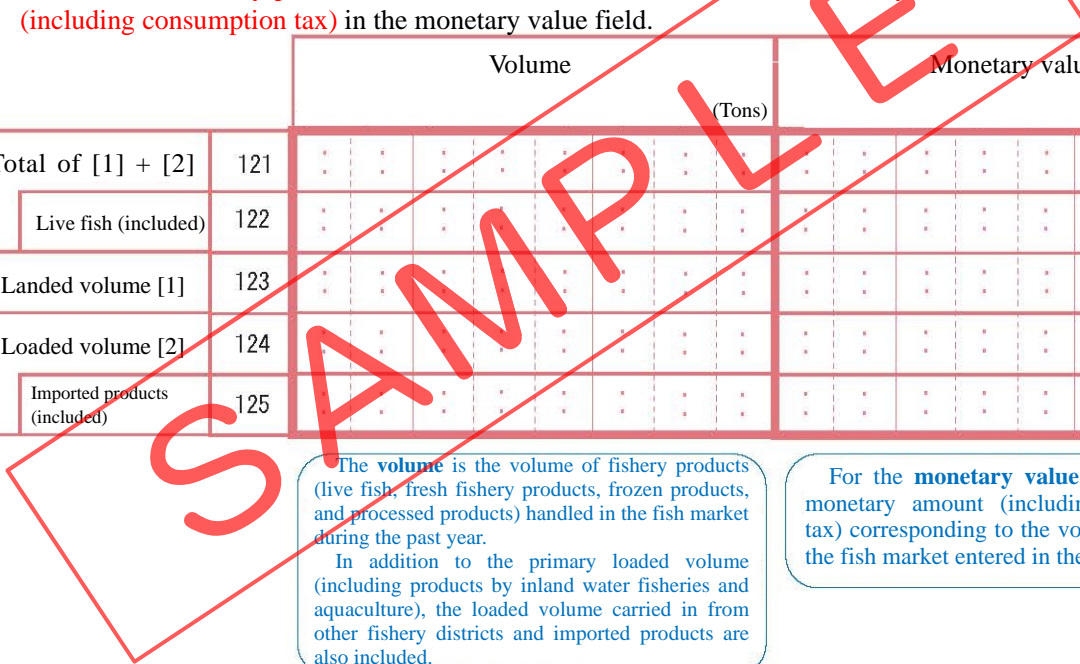 (including consumption tax) in the monetary value field.
Volume
(Tons)
Monetary valu
Total of [1] + [2] 121
Live fish (included) 122
Landed volume [1] 123
Loaded volume [2] 124
Imported products
(included) 125
SAMPLE
The volume is the volume of fishery products
(live fish, fresh fishery products, frozen products,
and processed products) handled in the fish market
during the past year.
In addition to the primary loaded volume
(including products by inland water fisheries and
aquaculture), the loaded volume carried in from
other fishery districts and imported products are
also included.
For the monetary value
monetary amount (includin
tax) corresponding to the vo
the fish market entered in the